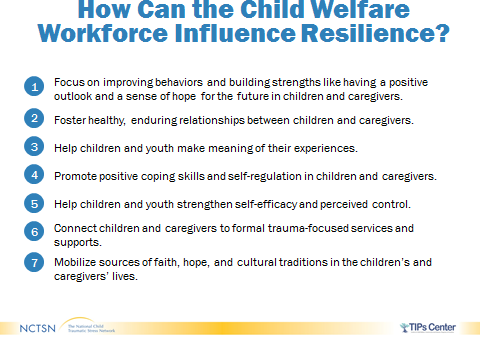 How Can the Child Welfare
Workforce Influence Resilience?
1 Focus on improving behaviors and building strengths like having a positive
outlook and a sense of hope for the future in children and caregivers.
2 Foster healthy, enduring relationships between children and caregivers.
3 Help children and youth make meaning of their experiences.
4 Promote positive coping skills and self-regulation in children and caregivers.
5 Help children and youth strengthen self-efficacy and perceived control.
6 Connect children and caregivers to formal trauma-focused services and
supports.
7 Mobilize sources of faith, hope, and cultural traditions in the children's and
caregivers' lives.
NCTSN The National Child
Traumatic Stress Network
TIPs Center